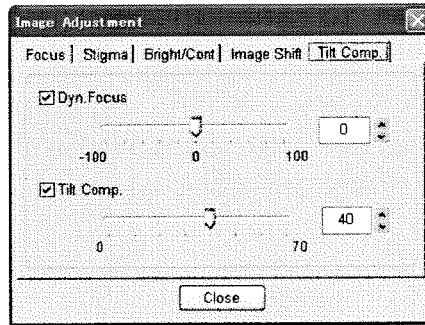 Image Adjustment
Focus Stigma Bright/Cont Image Shift Tilt Comp.
Dyn.Focus
0
-100 0 100
Tilt Comp.
40
0 70
Close